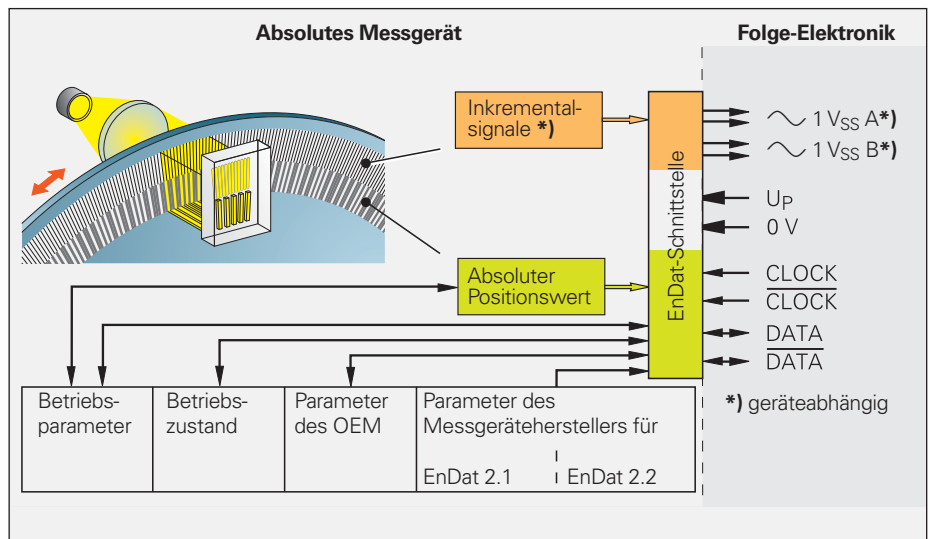 Absolutes Messgerät
Folge-Elektronik
Inkremental-
signale *)
EnDat-Schnittstelle
1 VSS A*)
1 VSS B*)
UP
0 V
Absoluter
Positionswert
CLOCK
CLOCK
DATA
DATA
*) geräteabhängig
Betriebs-
parameter
Betriebs-
zustand
Parameter
des OEM
Parameter des
Messgeräteherstellers für
EnDat 2.1
EnDat 2.2